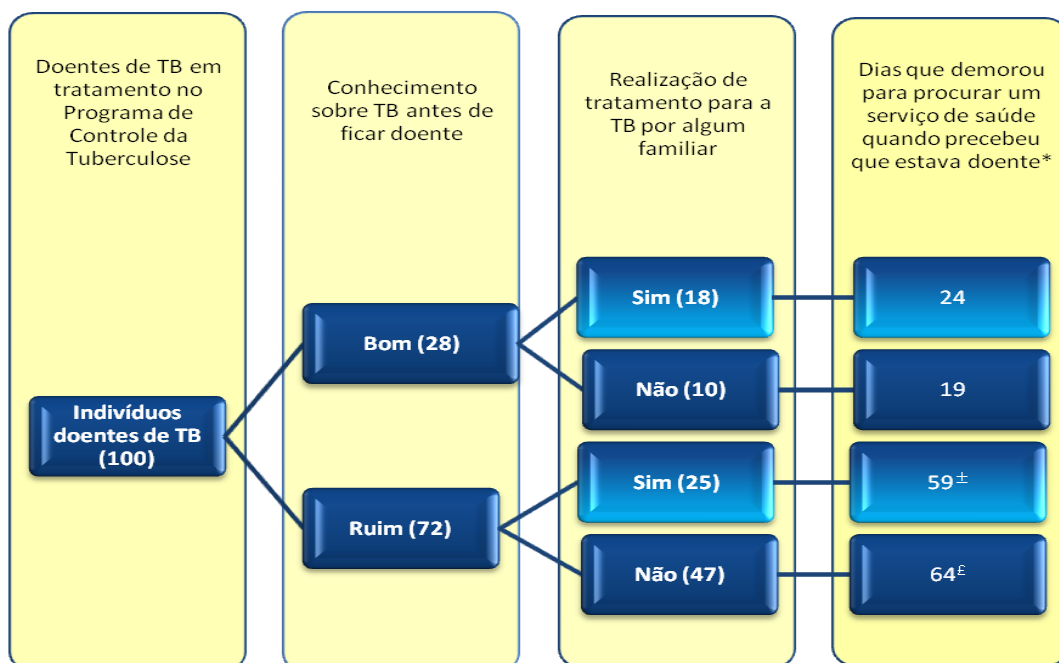 Doentes de TB em
tratamento no
Programa de
Controle da
Tuberculose
Conhecimento
sobre TB antes de
ficar doente
Realização de
tratamento para a
TB por algum
familiar
Dias que demorou
para procurar um
serviço de saúde
quando precebeu
que estava doente*
Indivíduos
doentes de TB
(100)
Bom (28)
Ruim (72)
Sim (18)
Não (10)
Sim (25)
Não (47)
24
19
59±
64£